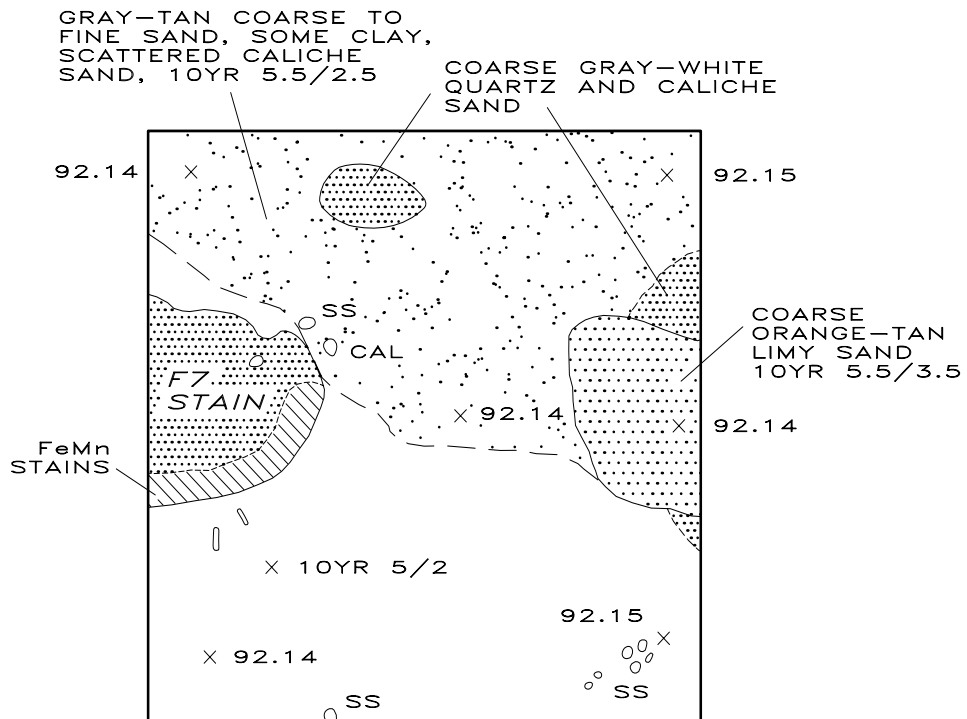 GRAY–TAN COARSE TO
FINE SAND, SOME CLAY,
SCATTERED CALICHE
SAND, 10YR 5.5/2.5
COARSE GRAY–WHITE
QUARTZ AND CALICHE
SAND
92.14
92.15
SS
CAL
COARSE
ORANGE–TAN
LIMY SAND
10YR 5.5/3.5
F7
STAIN
92.14
92.14
FeMn
STAINS
10YR 5/2
92.15
92.14
SS
SS